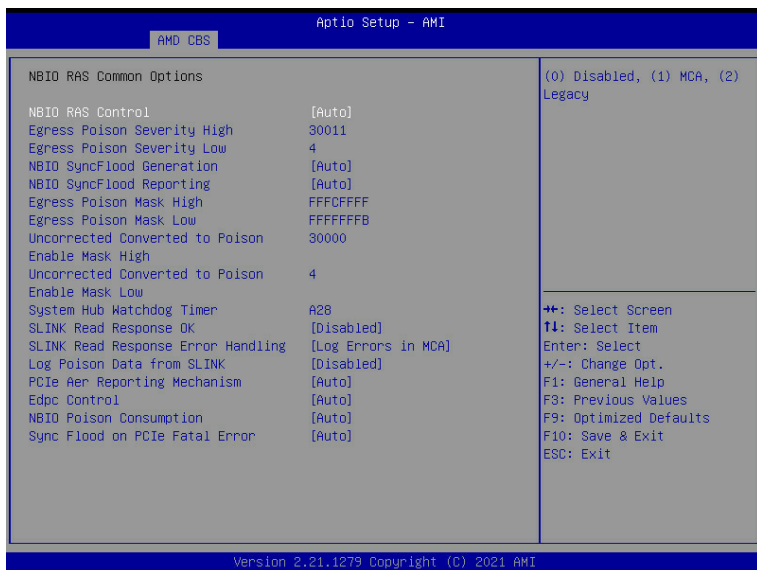 Aptio Setup – AMI
AMD CBS
NBIO RAS Common Options
NBIO RAS Control [Auto]
Egress Poison Severity High 30011
Egress Poison Severity Low 4
NBIO SyncFlood Generation [Auto]
NBIO SyncFlood Reporting [Auto]
Egress Poison Mask High FFFCFFFF
Egress Poison Mask Low FFFFFFFB
Uncorrected Converted to Poison 30000
Enable Mask High
Uncorrected Converted to Poison 4
Enable Mask Low
System Hub Watchdog Timer A28
SLINK Read Response OK [Disabled]
SLINK Read Response Error Handling [Log Errors in MCA]
Log Poison Data from SLINK [Disabled]
PCIe Aer Reporting Mechanism [Auto]
Edpc Control [Auto]
NBIO Poison Consumption [Auto]
Sync Flood on PCIe Fatal Error [Auto]
(0) Disabled, (1) MCA, (2)
Legacy
→←: Select Screen
↑↓: Select Item
Enter: Select
+/-: Change Opt.
F1: General Help
F3: Previous Values
F9: Optimized Defaults
F10: Save & Exit
ESC: Exit
Version 2.21.1279 Copyright (C) 2021 AMI